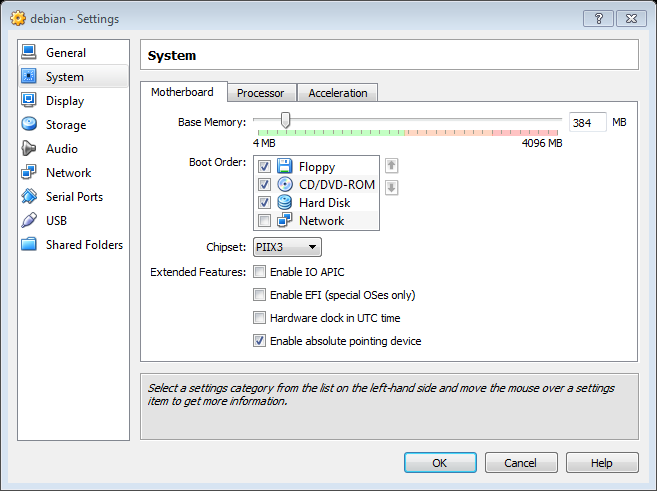 debian - Settings
General
System
Display
Storage
Audio
Network
Serial Ports
USB
Shared Folders
System
Motherboard Processor Acceleration
Base Memory: 384 MB
4 MB 4096 MB
Boot Order: Floppy
CD/DVD-ROM
Hard Disk
Network
Chipset: PIIX3
Extended Features: Enable IO APIC
Enable EFI (special OSes only)
Hardware clock in UTC time
Enable absolute pointing device
Select a settings category from the list on the left-hand side and move the mouse over a settings
item to get more information.
OK Cancel Help